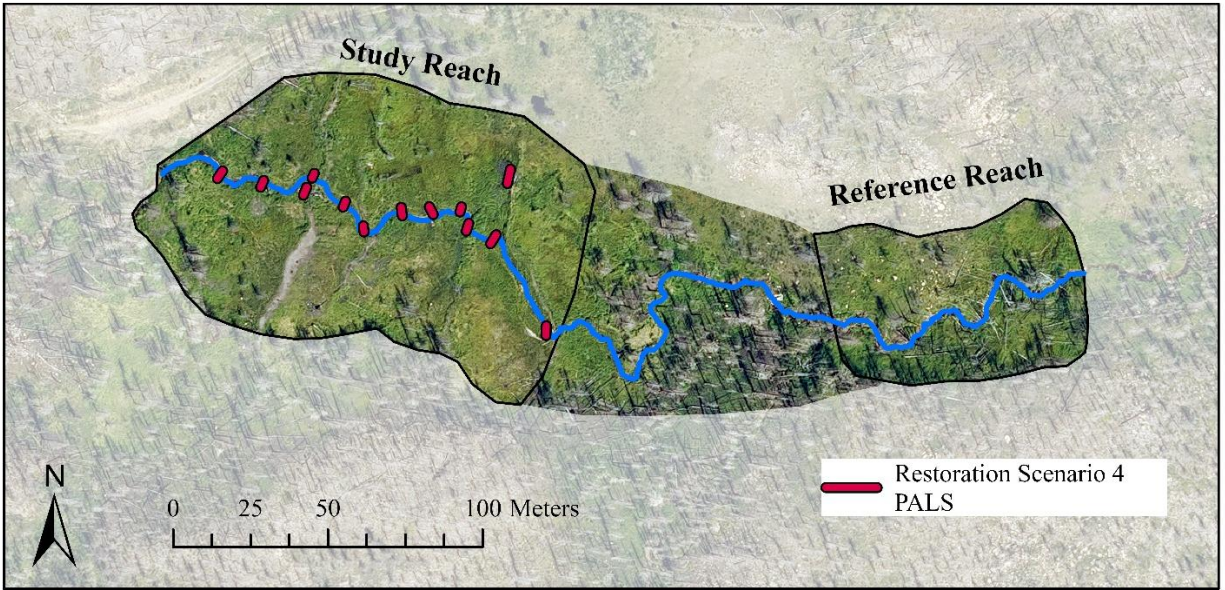 Study Reach
Reference Reach
N
0 25 50 100 Meters
Restoration Scenario 4
PALS